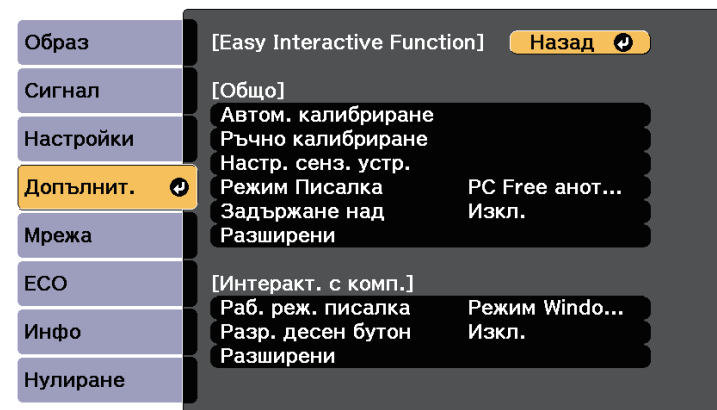 Образ
Сигнал
Настройки
Допълнит.
Мрежа
ECO
Инфо
Нулиране
[Easy Interactive Function] Назад
[Общо]
Автом. калибриране
Ръчно калибриране
Настр. сенз. устр.
Режим Писалка PC Free анот...
Задържане над Изкл.
Разширени
[Интеракт. с комп.]
Раб. реж. писалка Режим Windo...
Разр. десен бутон Изкл.
Разширени